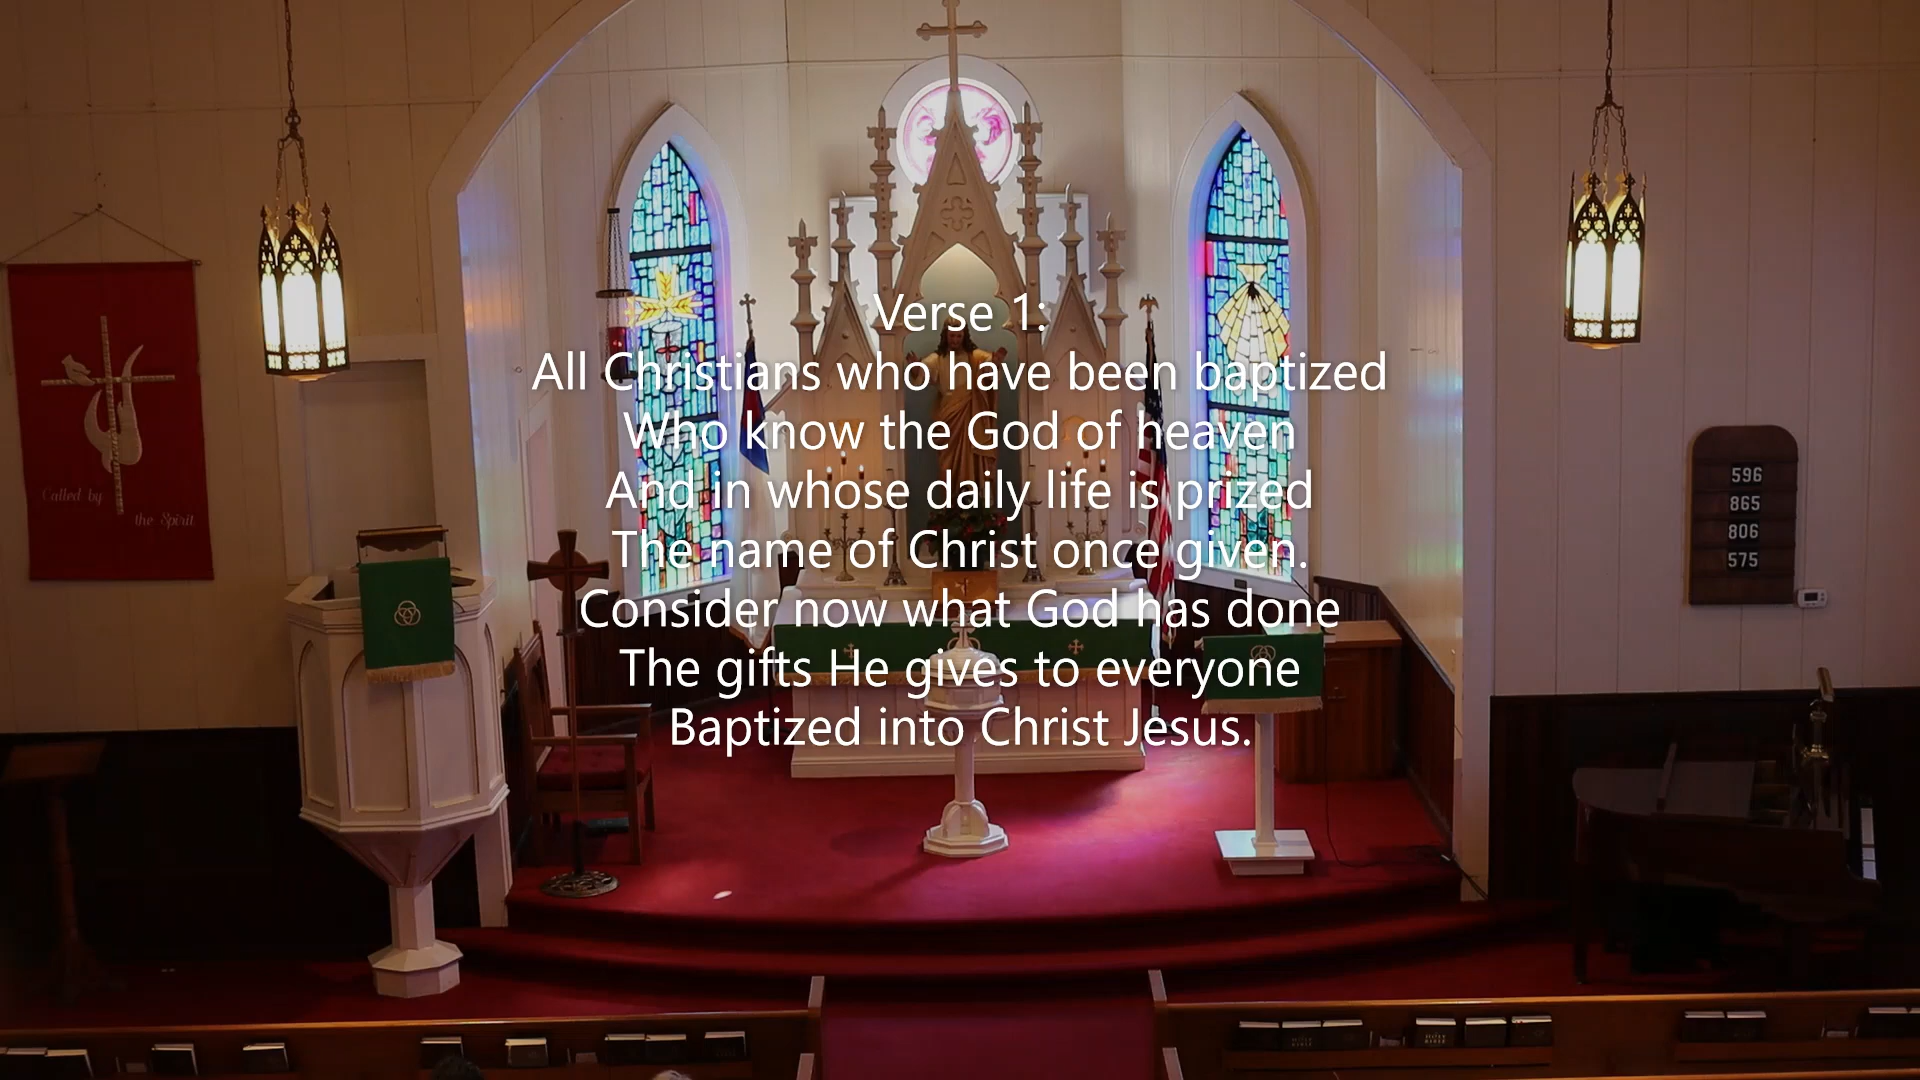 Verse 1:
All Christians who have been baptized
Who know the God of heaven
And in whose daily life is prized
The name of Christ once given.
Consider now what God has done
The gifts He gives to everyone
Baptized into Christ Jesus.
Called by
the Spirit
596
865
806
575
HOLY
BIBLE